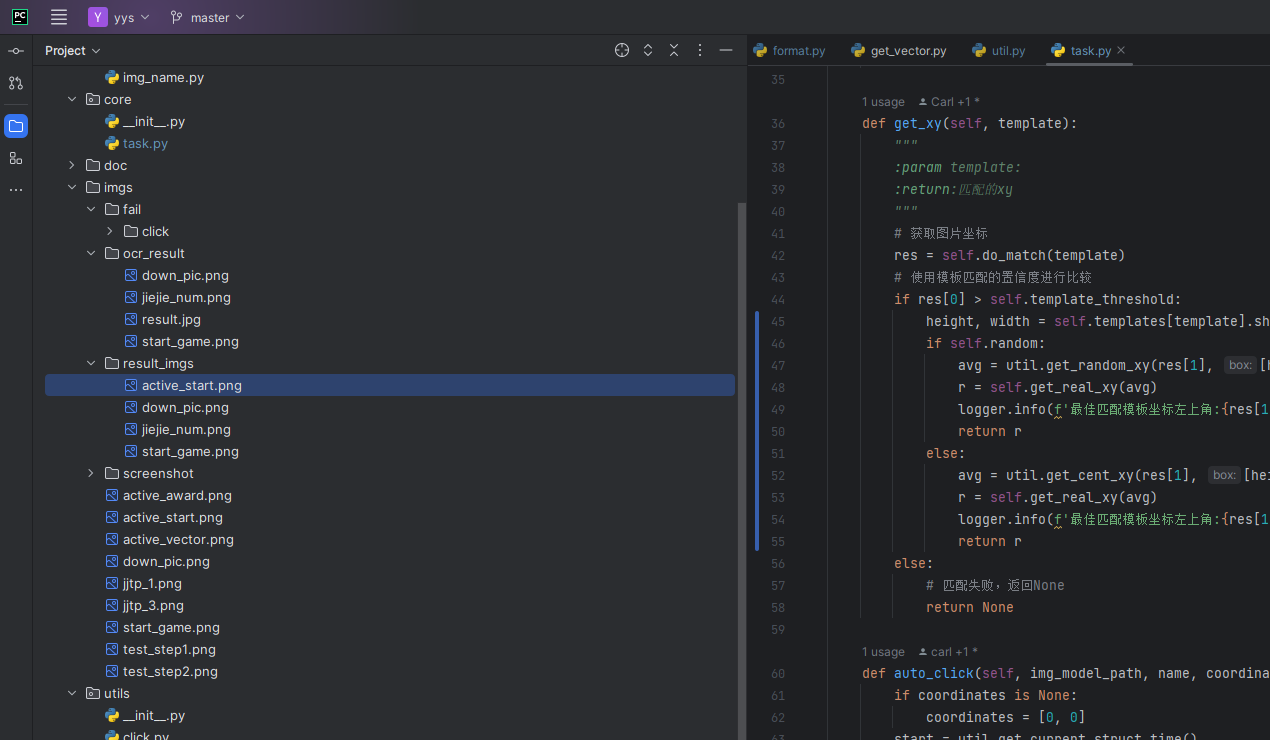 PC
Y yys
master
Project
img_name.py
core
__init__.py
task.py
doc
imgs
fail
click
ocr_result
down_pic.png
jiejie_num.png
result.jpg
start_game.png
result_imgs
active_start.png
down_pic.png
jiejie_num.png
start_game.png
screenshot
active_award.png
active_start.png
active_vector.png
down_pic.png
jjtp_1.png
jjtp_3.png
start_game.png
test_step1.png
test_step2.png
utils
__init__.py
click.py
format.py get_vector.py util.py task.py
35
1 usage Carl +1 *
36 def get_xy(self, template):
37 """
38 :param template:
39 :return:匹配的xy
40 """
41 # 获取图片坐标
42 res = self.do_match(template)
43 # 使用模板匹配的置信度进行比较
44 if res[0] > self.template_threshold:
45 height, width = self.templates[template].sh
46 if self.random:
47 avg = util.get_random_xy(res[1], box: [h
48 r = self.get_real_xy(avg)
49 logger.info(f'最佳匹配模板坐标左上角:{res[1
50 return r
51 else:
52 avg = util.get_cent_xy(res[1], box: [hei
53 r = self.get_real_xy(avg)
54 logger.info(f'最佳匹配模板坐标左上角:{res[1
55 return r
56 else:
57 # 匹配失败，返回None
58 return None
59
1 usage carl +1 *
60 def auto_click(self, img_model_path, name, coordina
61 if coordinates is None:
62 coordinates = [0, 0]
63 start = util.get_current_struct_time()